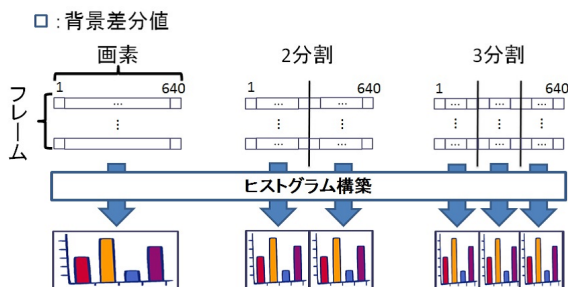 □:背景差分値
画素
2分割
3分割
1 640
1 640
1 640
フレーム
… … … … … …
⋮ ⋮ ⋮ ⋮ ⋮ ⋮
… … … … … …
ヒストグラム構築